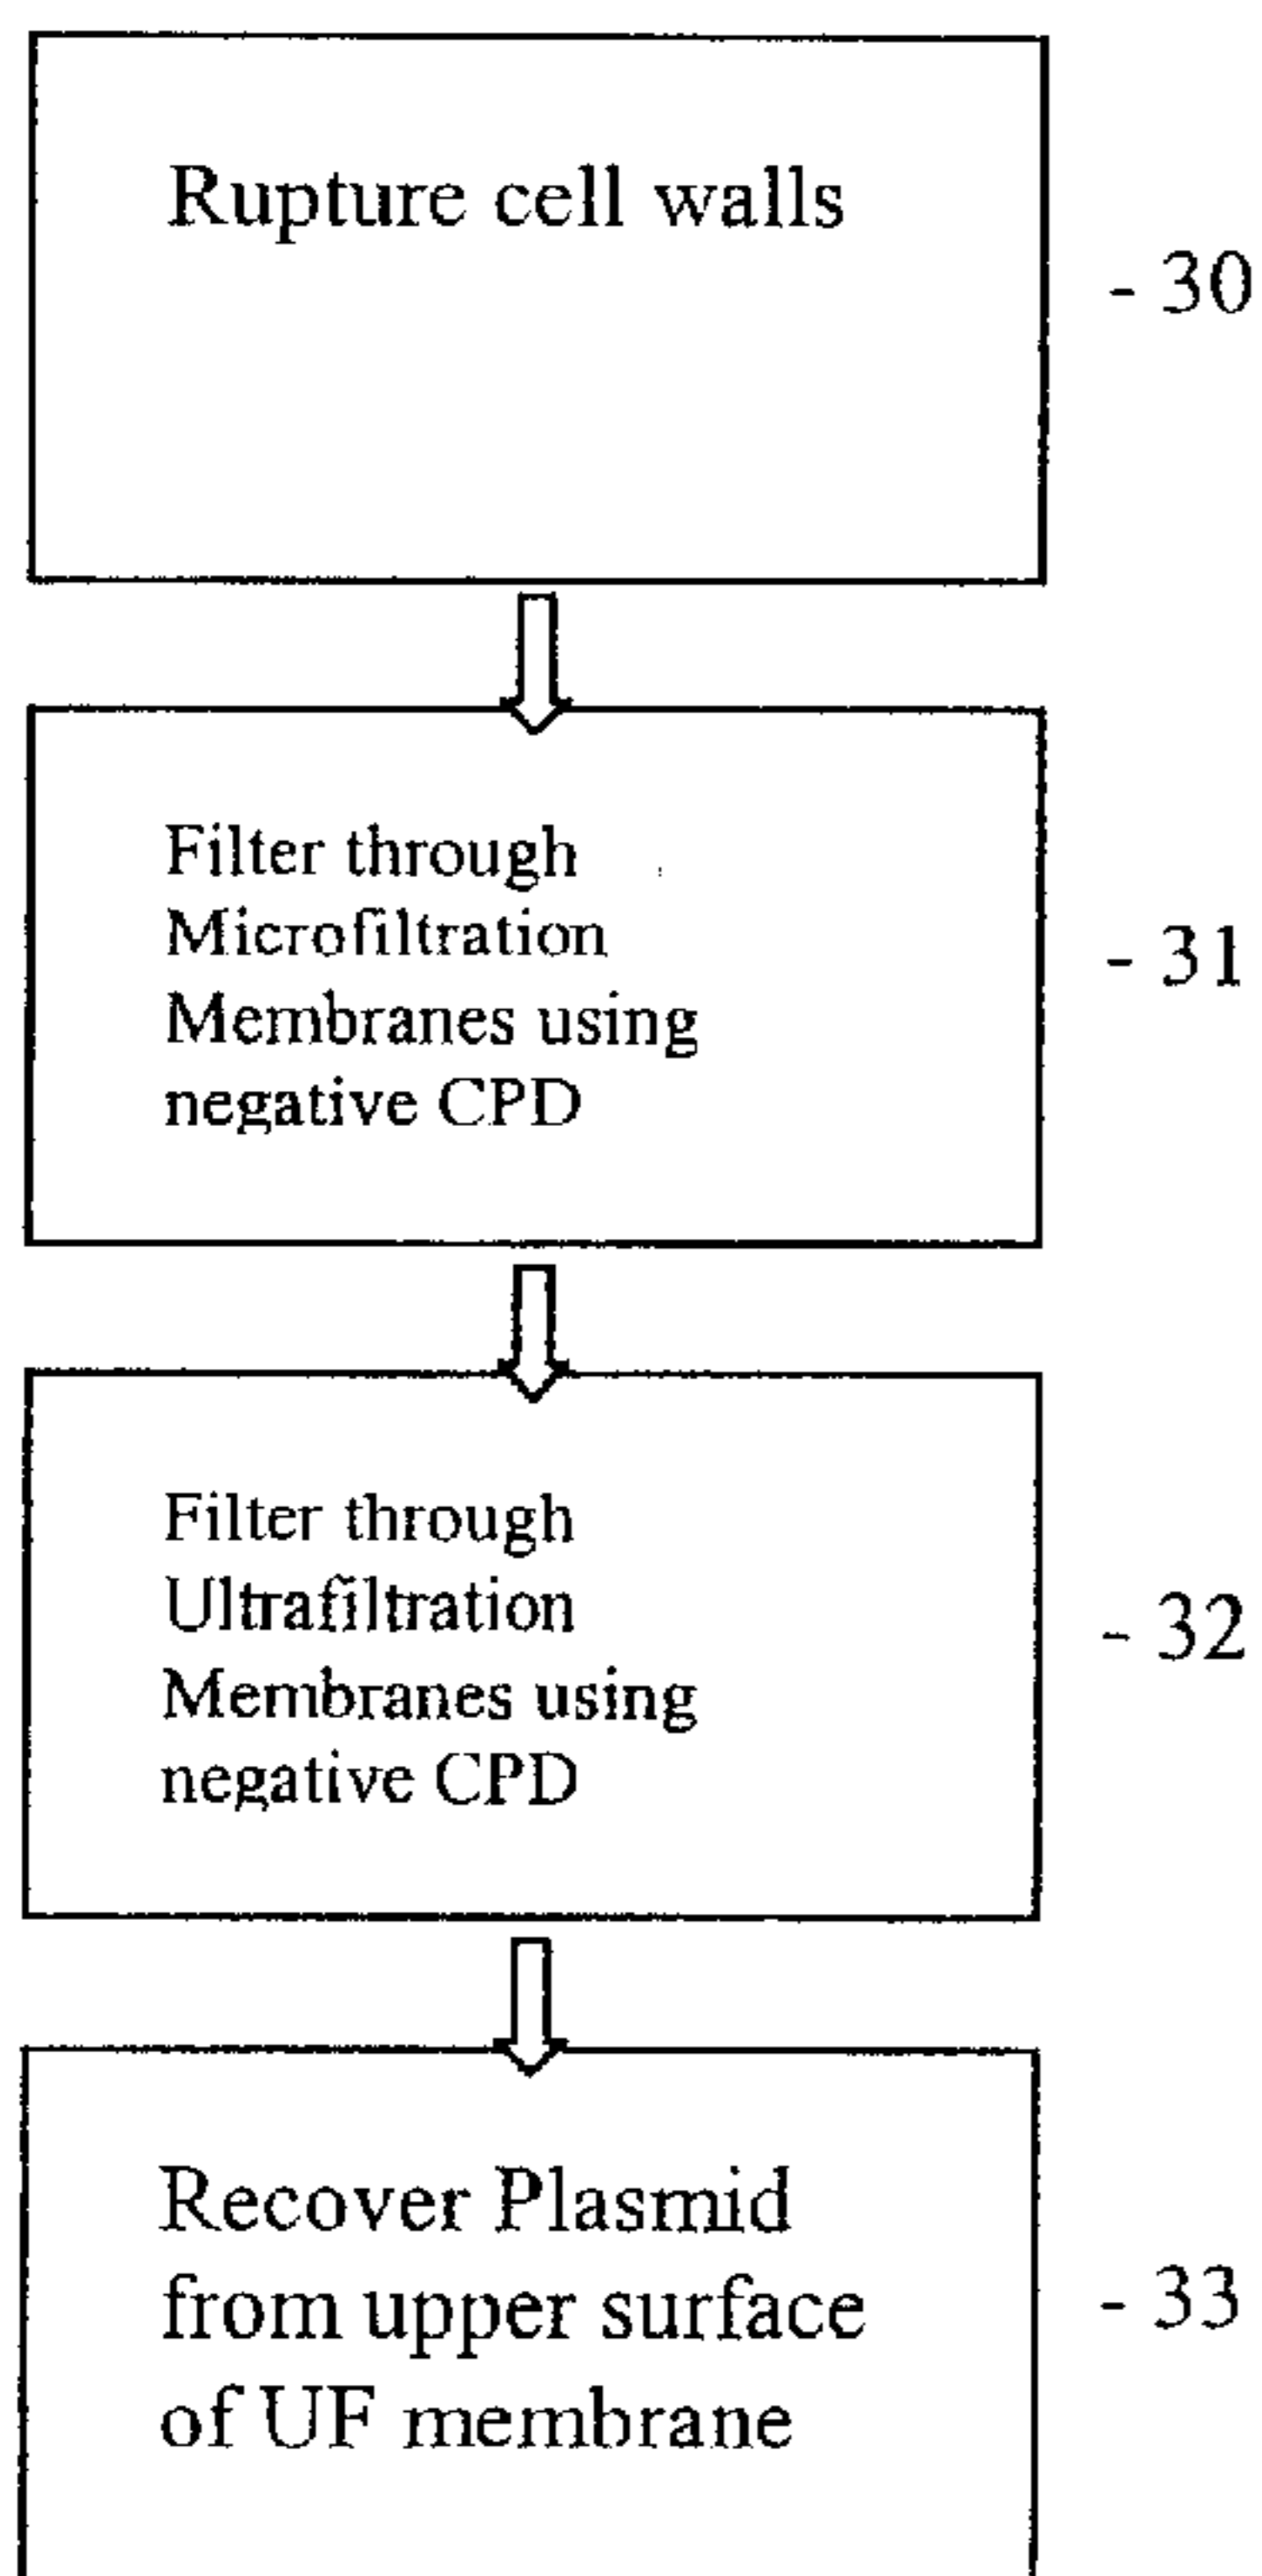 Rupture cell walls
- 30
Filter through
Microfiltration
Membranes using
negative CPD
- 31
Filter through
Ultrafiltration
Membranes using
negative CPD
- 32
Recover Plasmid
from upper surface
of UF membrane
- 33